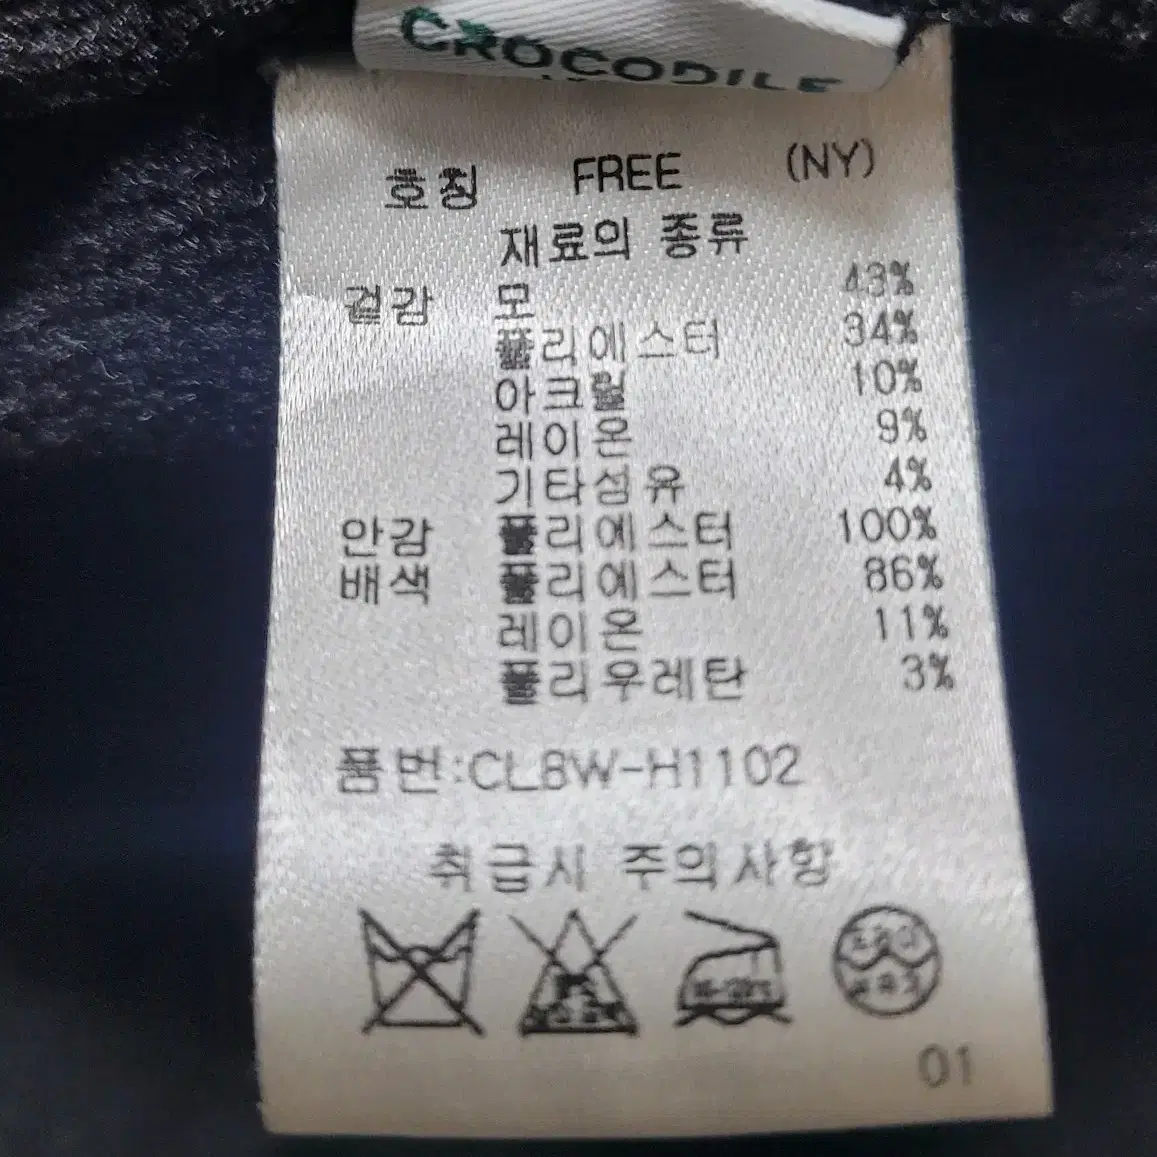 CROCODILE
호칭 FREE (NY)
재료의 종류
겉감 모 43%
폴리에스터 34%
아크릴 10%
레이온 9%
기타섬유 4%
안감 폴리에스터 100%
배색 폴리에스터 86%
레이온 11%
폴리우레탄 3%
품번:CL8W-H1102
취급시 주의사항
드라이
01